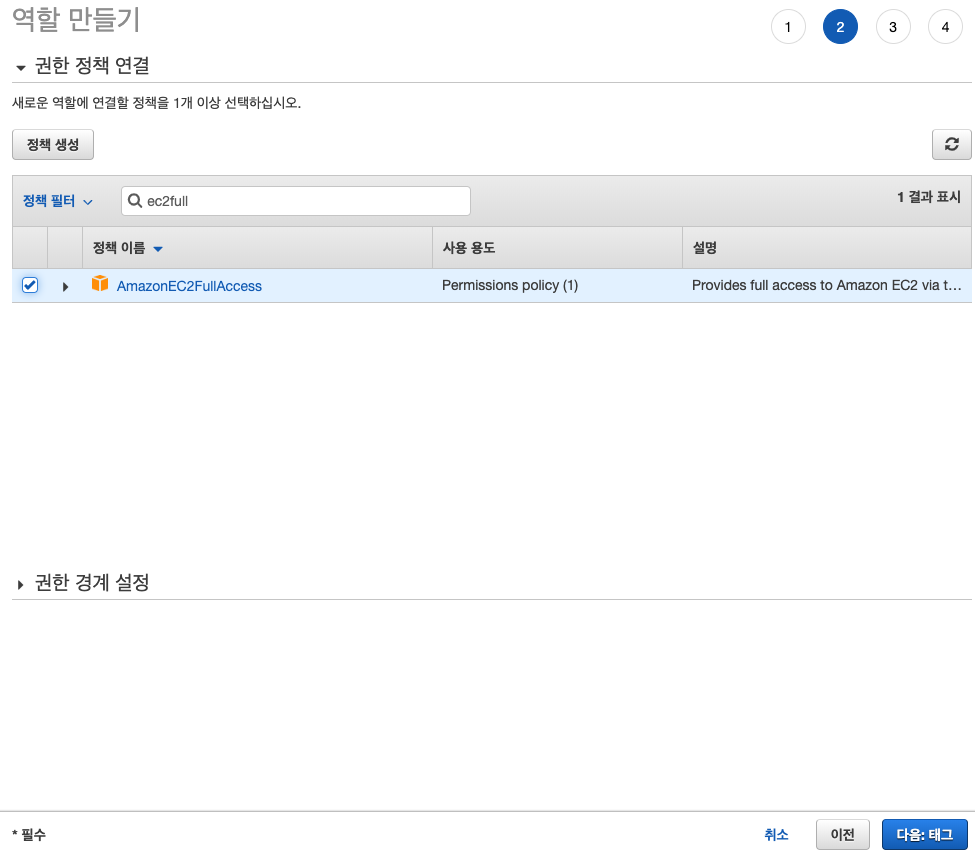 역할 만들기
1 2 3 4
권한 정책 연결
새로운 역할에 연결할 정책을 1개 이상 선택하십시오.
정책 생성
정책 필터 ec2full 1 결과 표시
정책 이름 사용 용도 설명
AmazonEC2FullAccess Permissions policy (1) Provides full access to Amazon EC2 via t…
권한 경계 설정
* 필수 취소 이전 다음: 태그